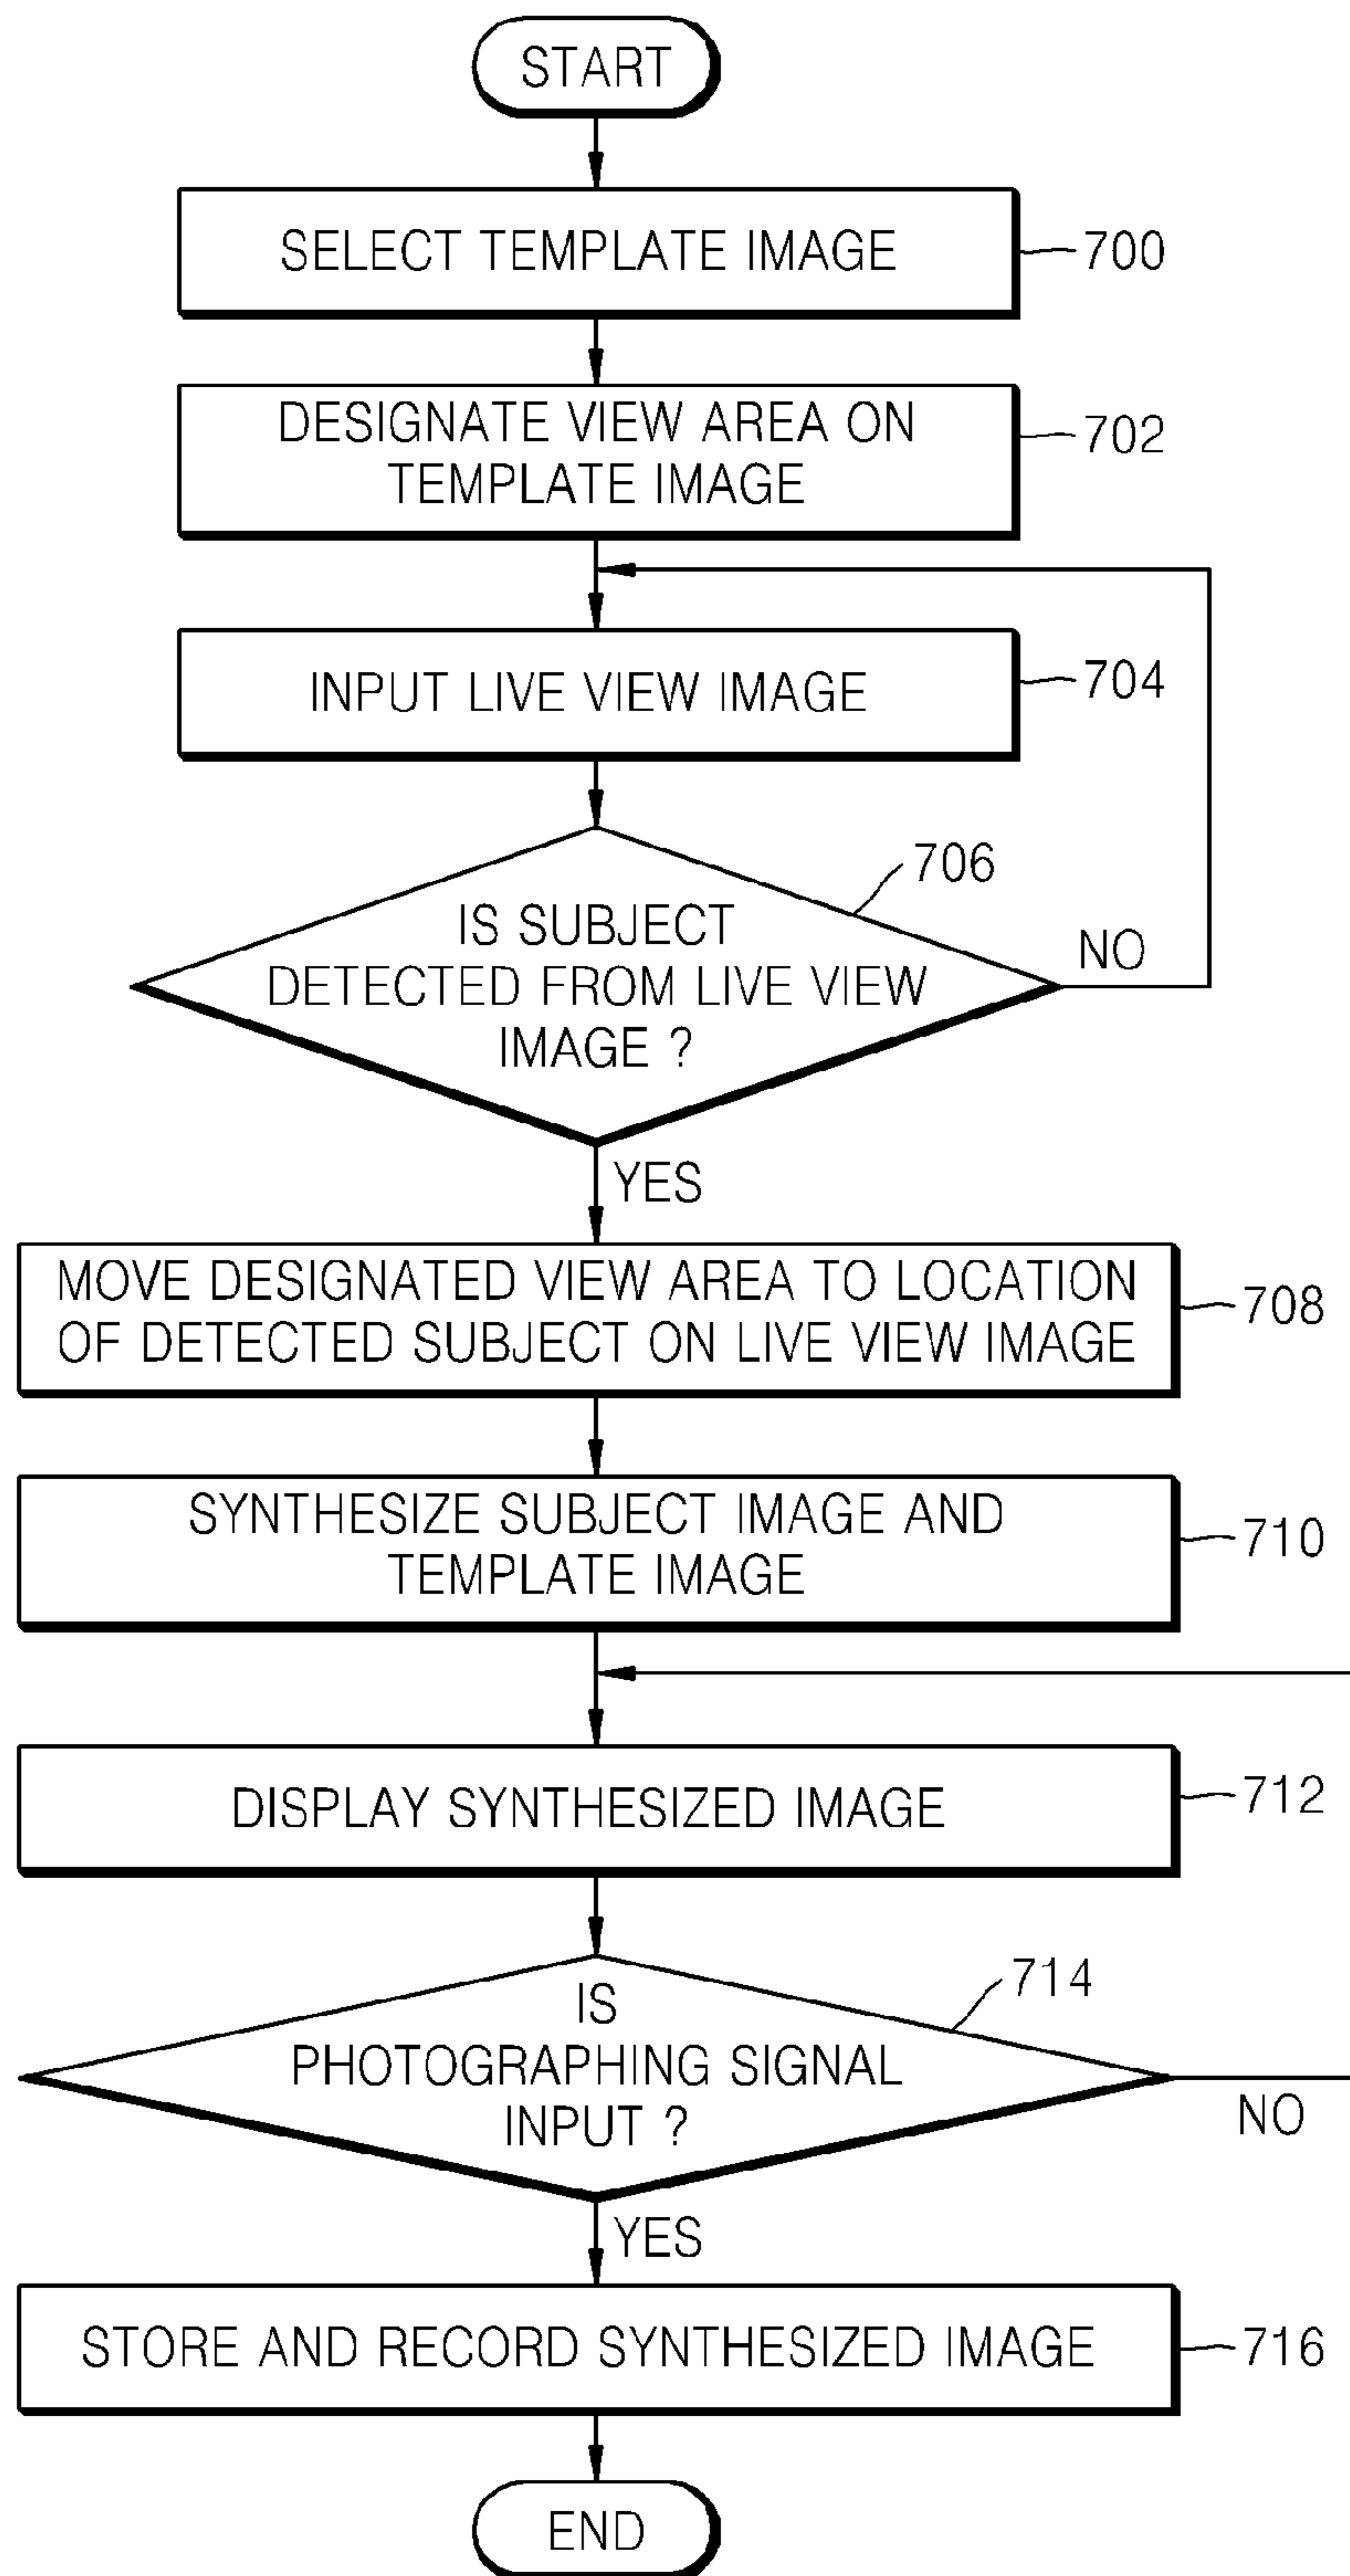 START
SELECT TEMPLATE IMAGE
700
DESIGNATE VIEW AREA ON
TEMPLATE IMAGE
702
INPUT LIVE VIEW IMAGE
704
706
IS SUBJECT
DETECTED FROM LIVE VIEW
IMAGE ?
NO
YES
MOVE DESIGNATED VIEW AREA TO LOCATION
OF DETECTED SUBJECT ON LIVE VIEW IMAGE
708
SYNTHESIZE SUBJECT IMAGE AND
TEMPLATE IMAGE
710
DISPLAY SYNTHESIZED IMAGE
712
714
IS
PHOTOGRAPHING SIGNAL
INPUT ?
NO
YES
STORE AND RECORD SYNTHESIZED IMAGE
716
END